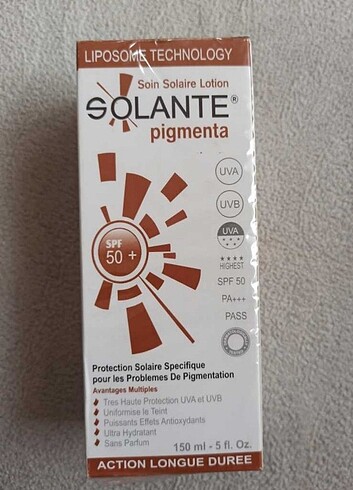 LIPOSOME TECHNOLOGY
Soin Solaire Lotion
SOLANTE®
pigmenta
UVA
UVB
UVA
HIGHEST
SPF 50
PA+++
PASS
SPF
50 +
Protection Solaire Specifique
pour les Problemes De Pigmentation
Avantages Multiples
• Tres Haute Protection UVA et UVB
• Uniformise le Teint
• Puissants Effets Antioxydants
• Ultra Hydratant
• Sans Parfum
150 ml - 5 fl. Oz.
ACTION LONGUE DUREE